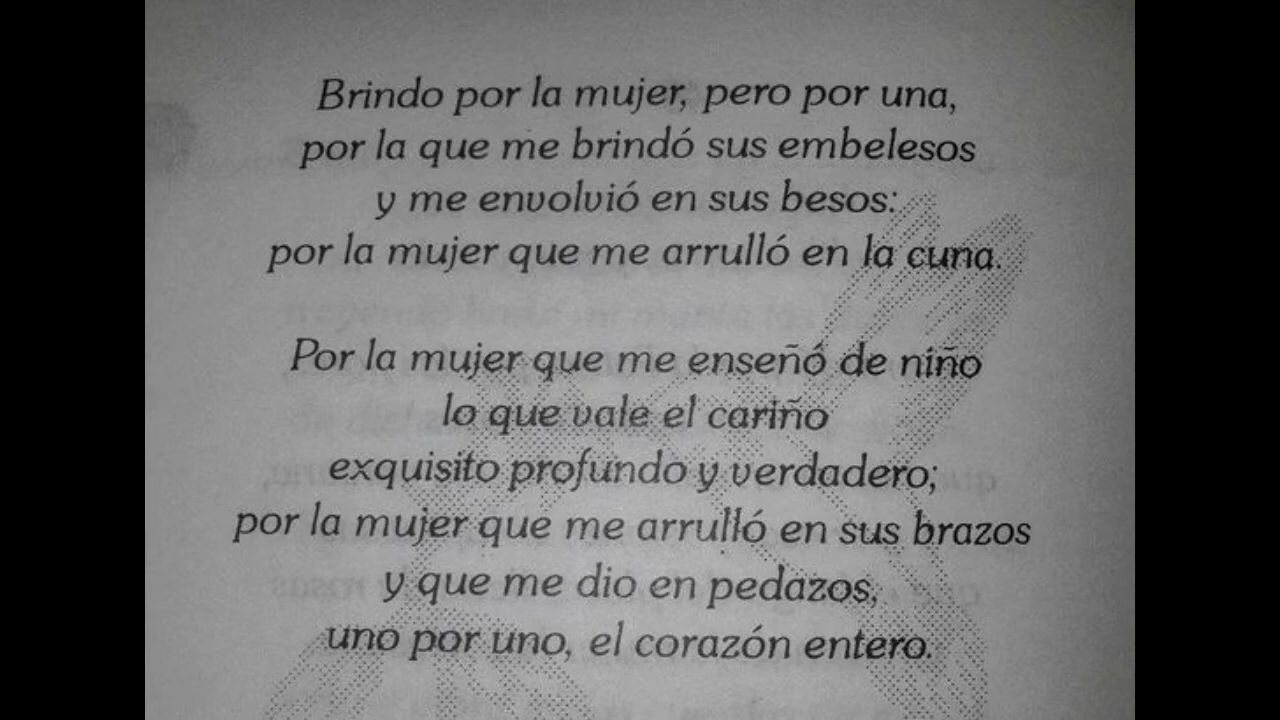 Brindo por la mujer, pero por una,
por la que me brindó sus embelesos
y me envolvió en sus besos:
por la mujer que me arrulló en la cuna.
Por la mujer que me enseñó de niño
lo que vale el cariño
exquisito profundo y verdadero;
por la mujer que me arrulló en sus brazos
y que me dio en pedazos,
uno por uno, el corazón entero.